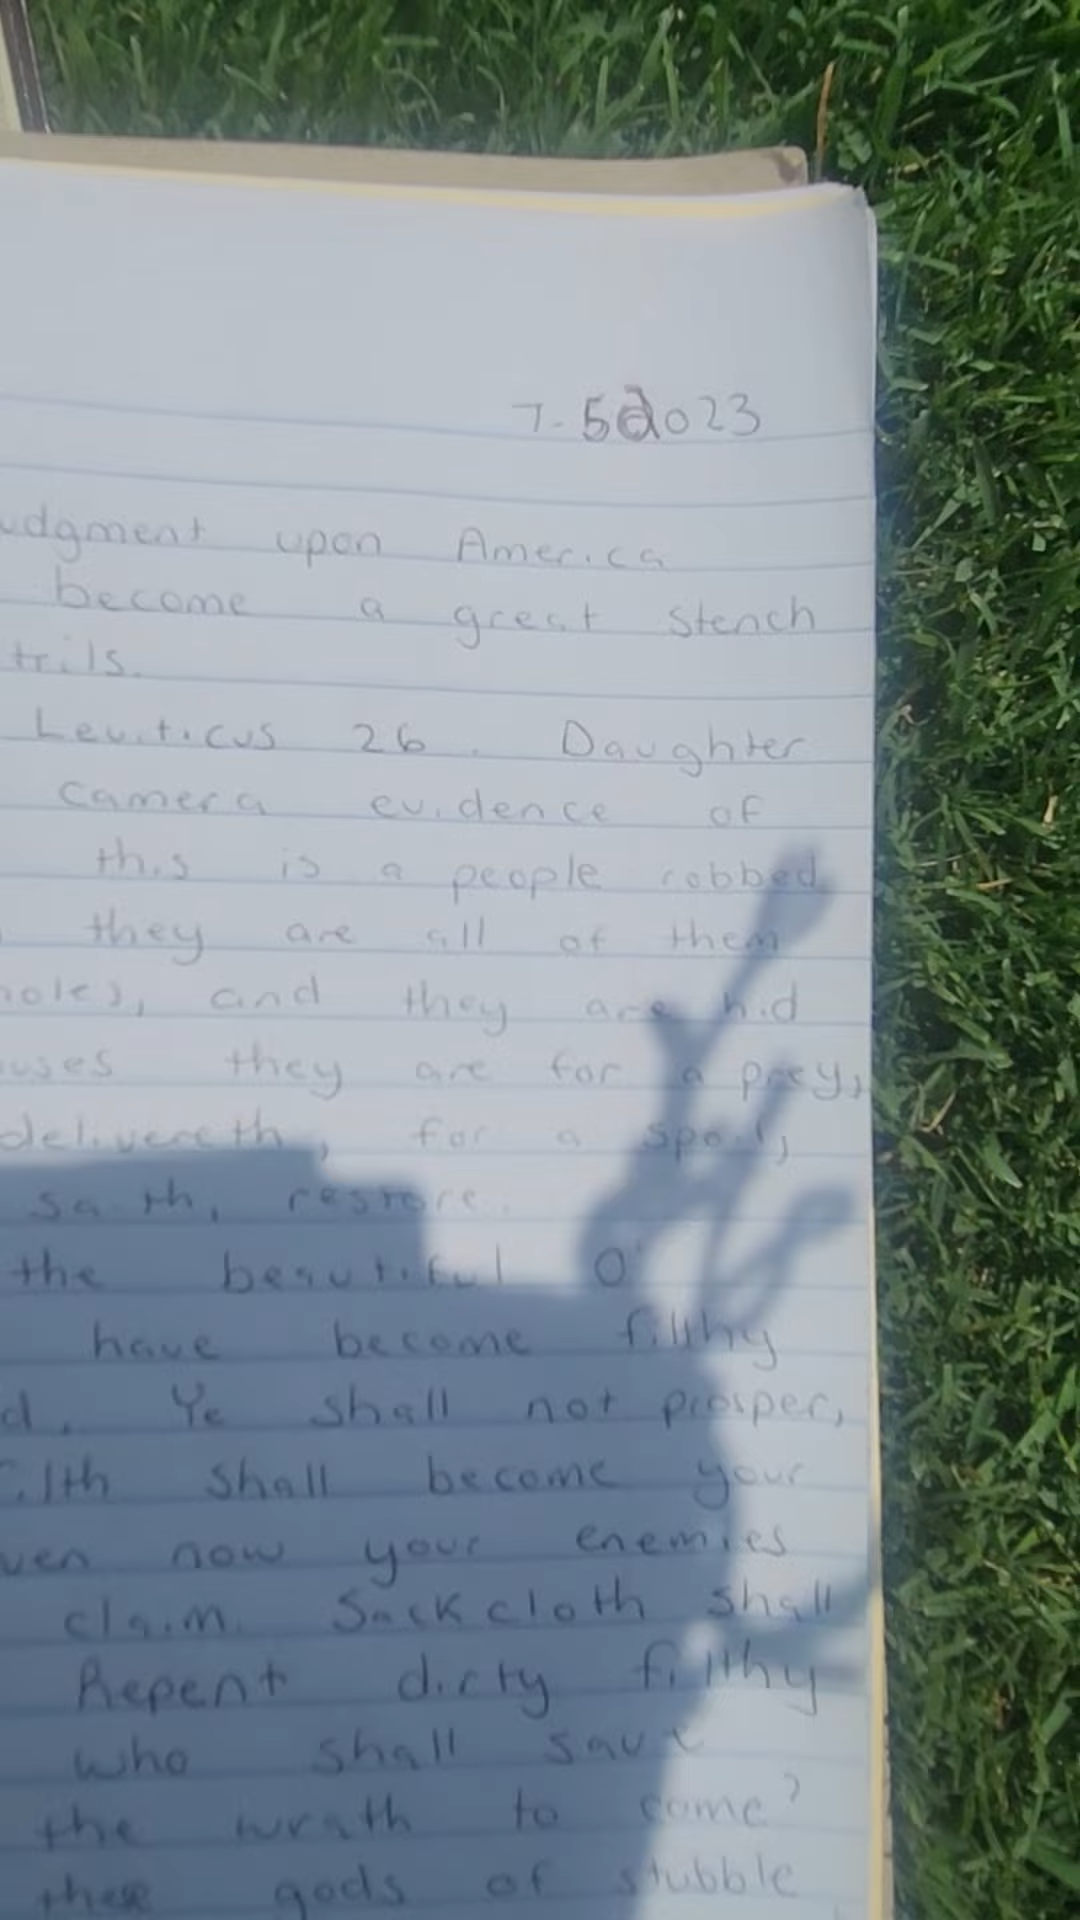 7-5 2023
udgment upon America
become a great stench
trils.
Leviticus 26. Daughter
camera evidence of
this is a people robbed
they are all of them
holes, and they are hid
uses they are for a prey,
delivereth, for a spoil,
saith, restore.
the beautiful O'
have become filthy
d. Ye shall not prosper,
filth shall become your
ven now your enemies
claim. Sackcloth shall
Repent dirty filthy
who shall save
the wrath to come?
thee gods of stubble